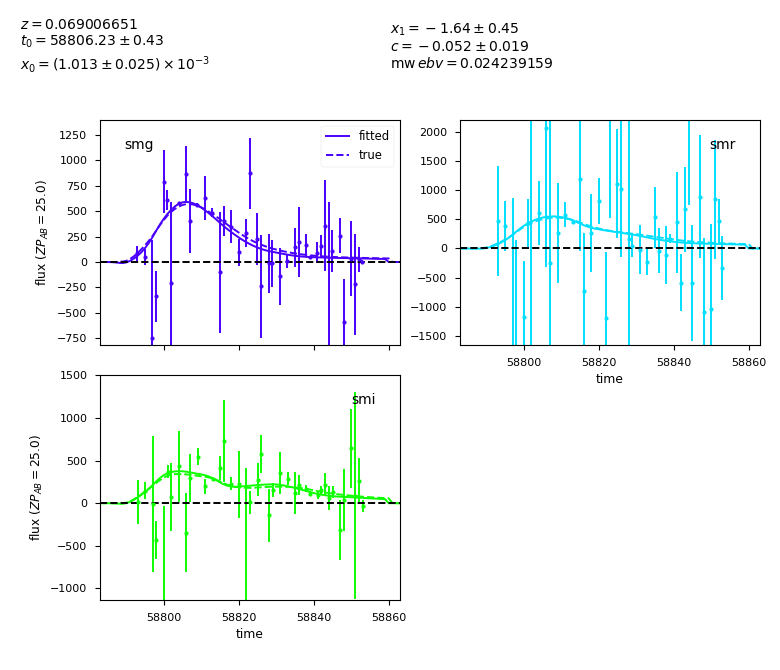 z = 0.069006651
t0 = 58806.23 ± 0.43
x0 = (1.013 ± 0.025) × 10^−3
x1 = −1.64 ± 0.45
c = −0.052 ± 0.019
mw ebv = 0.024239159
1250
1000
750
500
250
0
−250
−500
−750
flux (ZP_AB = 25.0)
smg
fitted
true
2000
1500
1000
500
0
−500
−1000
−1500
smr
58800
58820
58840
58860
time
1500
1000
500
0
−500
−1000
flux (ZP_AB = 25.0)
smi
58800
58820
58840
58860
time